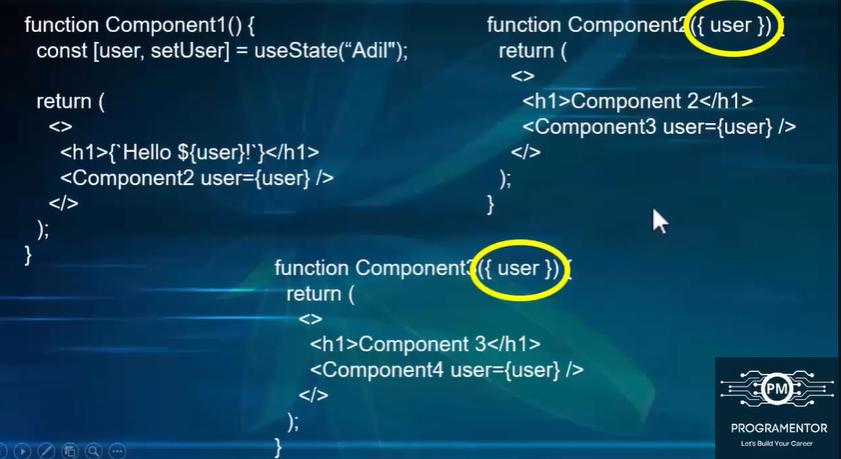 function Component1() {
const [user, setUser] = useState(“Adil");
return (
<>
<h1>{`Hello ${user}!`}</h1>
<Component2 user={user} />
</>
);
}
function Component2({ user }) {
return (
<>
<h1>Component 2</h1>
<Component3 user={user} />
</>
);
}
function Component3({ user }) {
return (
<>
<h1>Component 3</h1>
<Component4 user={user} />
</>
);
}
PM
PROGRAMENTOR
Let's Build Your Career